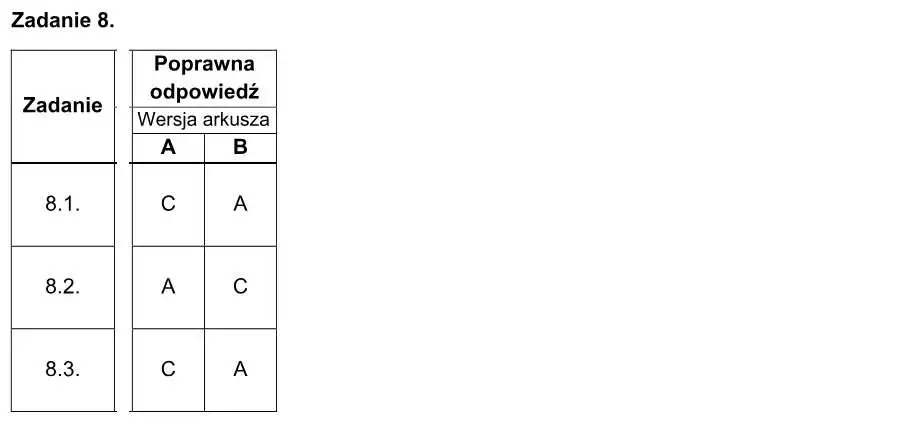 Zadanie 8.
Zadanie
Poprawna
odpowiedź
Wersja arkusza
A B
8.1. C A
8.2. A C
8.3. C A